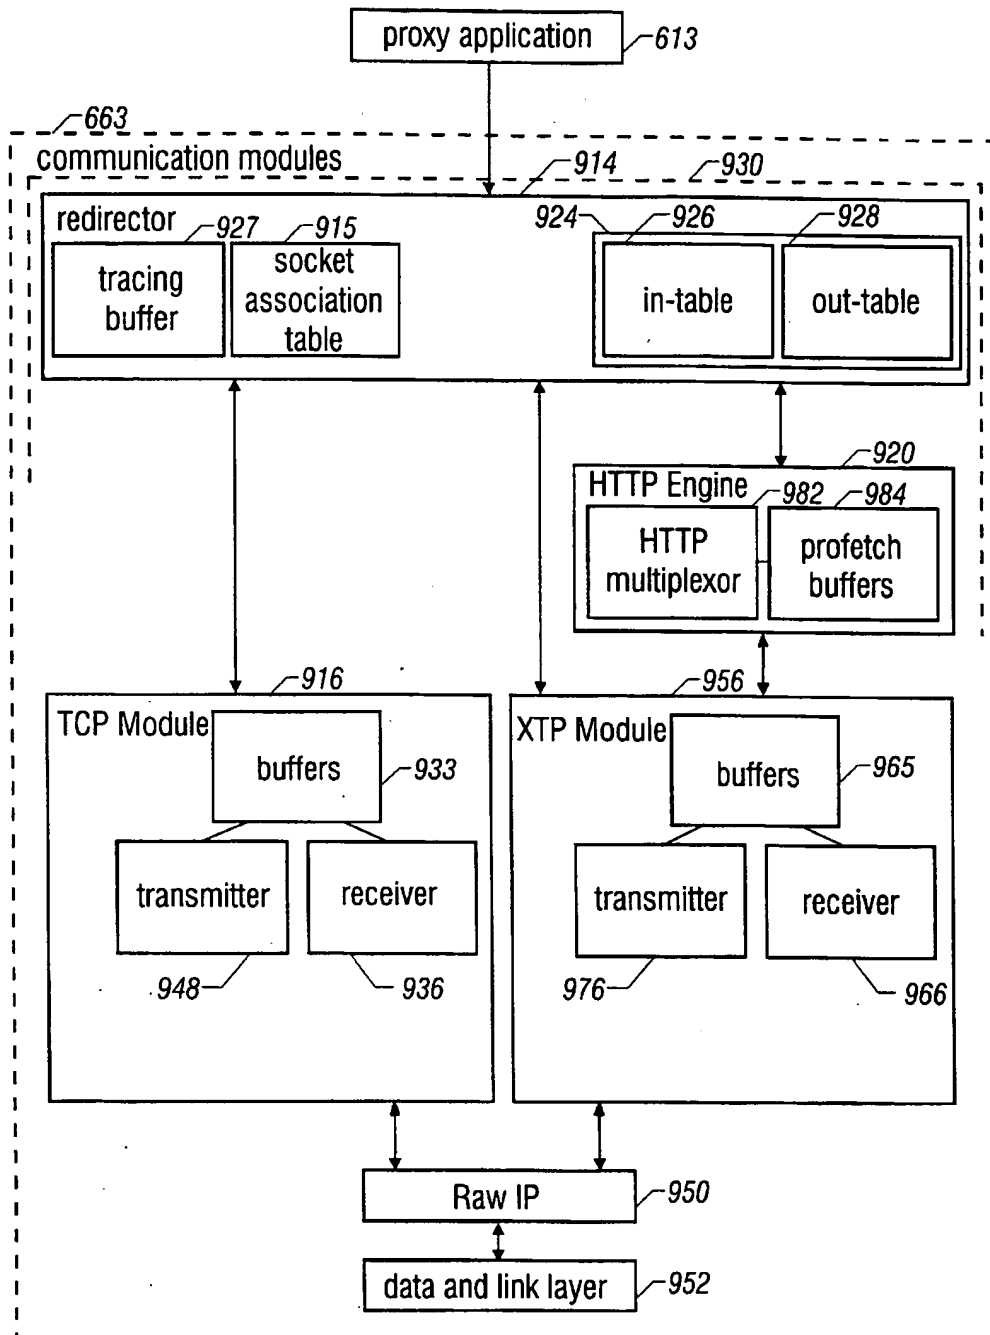 proxy application
613
663
communication modules
914
930
redirector
927
915
924
926
928
tracing
buffer
socket
association
table
in-table
out-table
920
HTTP Engine
982
984
HTTP
multiplexor
profetch
buffers
916
956
TCP Module
XTP Module
buffers
933
buffers
965
transmitter
receiver
transmitter
receiver
948
936
976
966
Raw IP
950
data and link layer
952